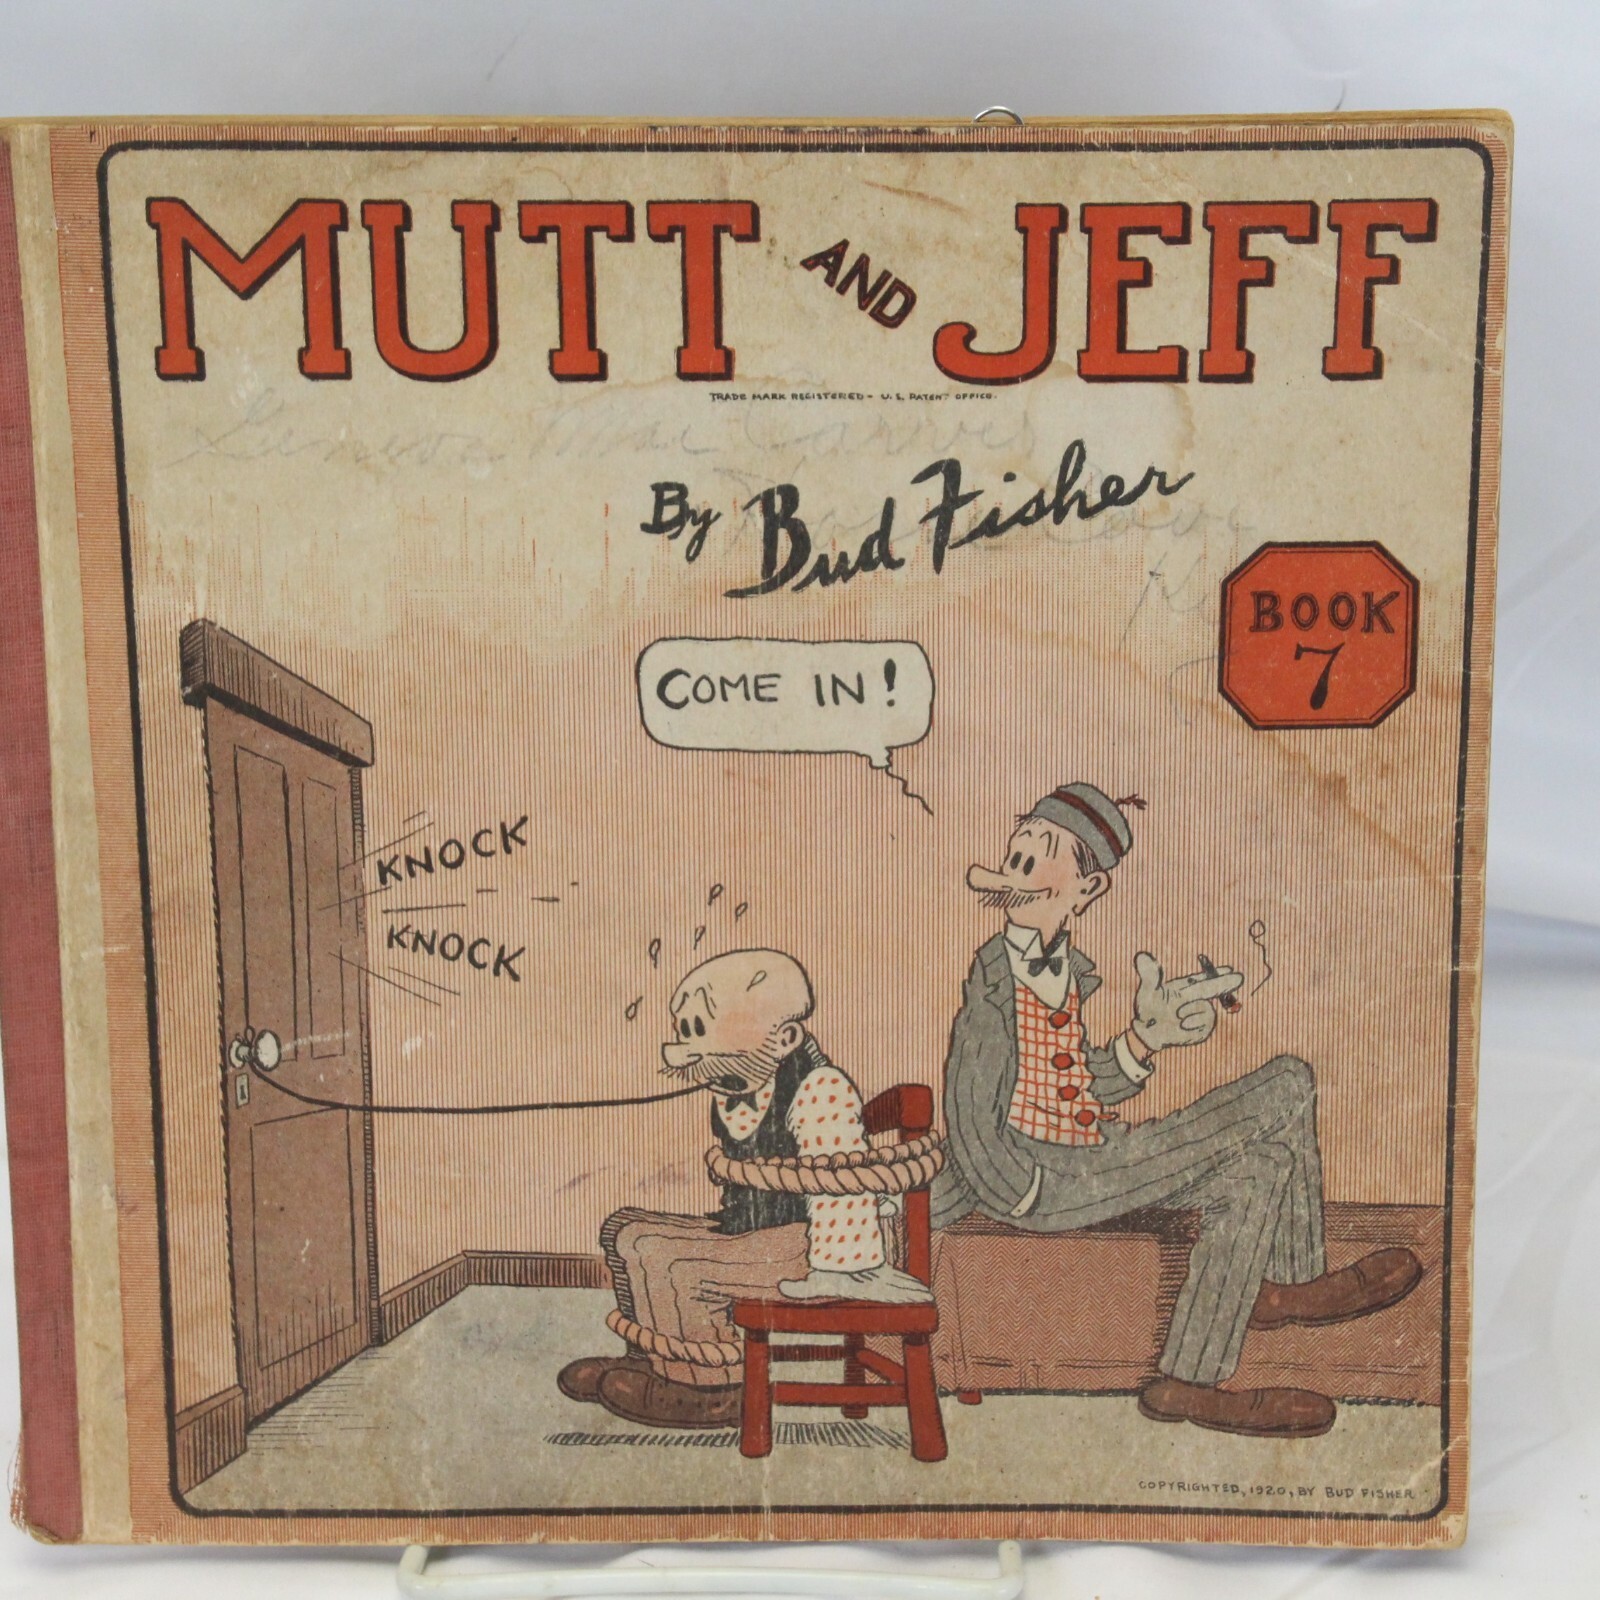 MUTT AND JEFF
TRADE MARK REGISTERED - U.S. PATENT OFFICE.
By Bud Fisher
BOOK
7
COME IN!
KNOCK
KNOCK
COPYRIGHTED, 1920, BY BUD FISHER